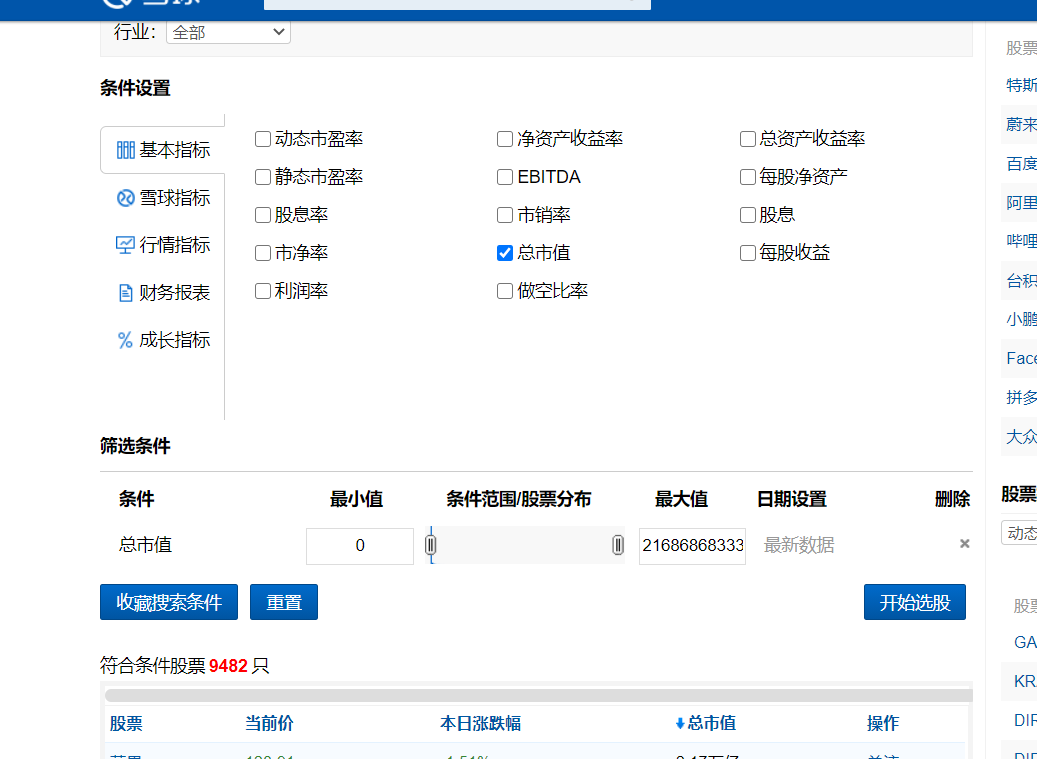 行业: 全部
条件设置
基本指标
雪球指标
行情指标
财务报表
成长指标
动态市盈率 净资产收益率 总资产收益率
静态市盈率 EBITDA 每股净资产
股息率 市销率 股息
市净率 总市值 每股收益
利润率 做空比率
筛选条件
条件 最小值 条件范围/股票分布 最大值 日期设置 删除
总市值 0 21686868333 最新数据 ×
收藏搜索条件 重置 开始选股
符合条件股票 9482 只
股票 当前价 本日涨跌幅 总市值 操作
股票
特斯
蔚来
百度
阿里
哔哩
台积
小鹏
Face
拼多
大众
股票
动态
股票
GA
KR
DIR